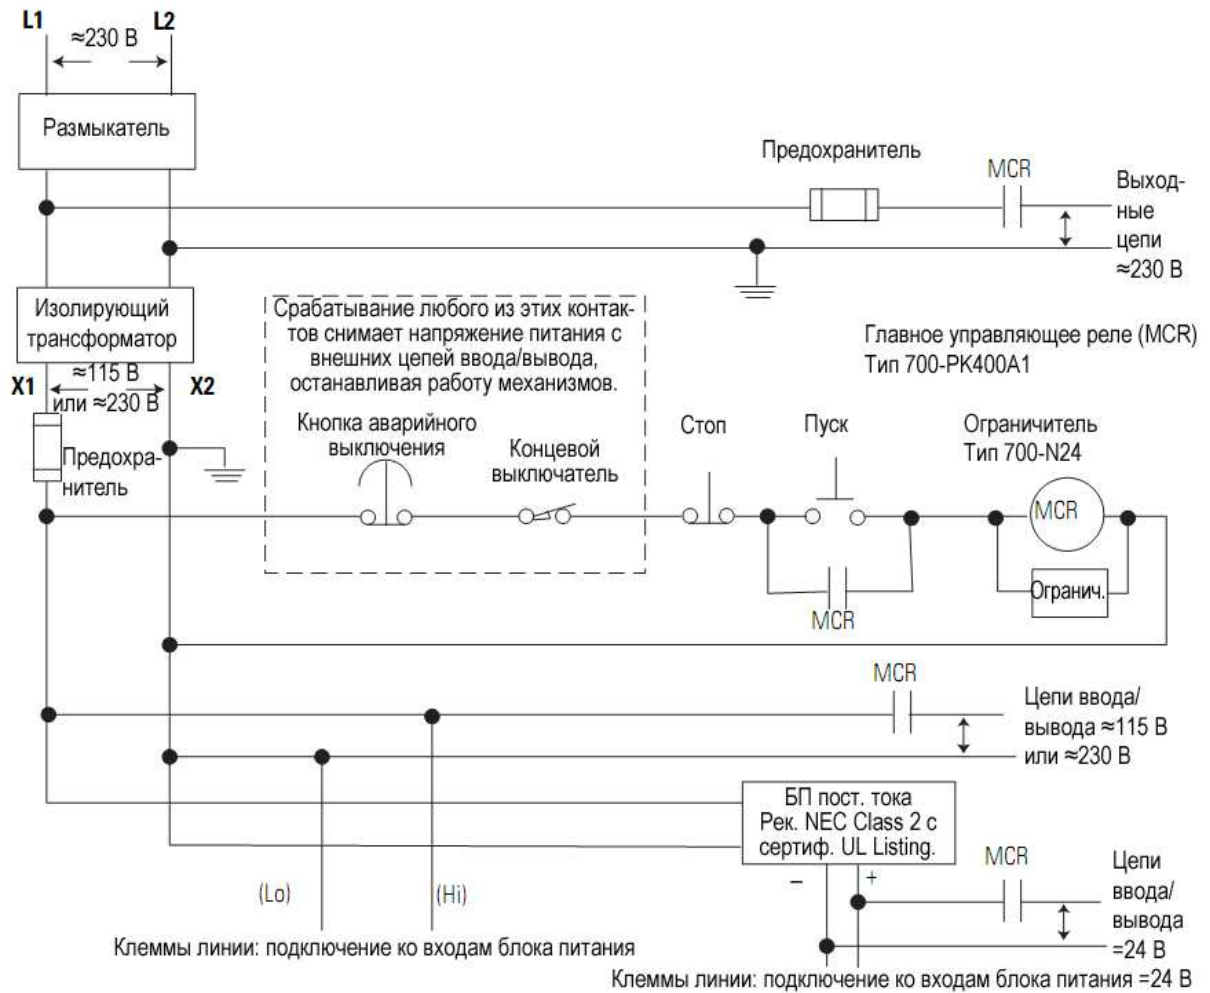 L1
L2
≈230 В
Размыкатель
Предохранитель
MCR
Выход-
ные
цепи
≈230 В
Изолирующий
трансформатор
X1
≈115 В
или ≈230 В
X2
Предохра-
нитель
Срабатывание любого из этих контак-
тов снимает напряжение питания с
внешних цепей ввода/вывода,
останавливая работу механизмов.
Кнопка аварийного
выключения
Концевой
выключатель
Главное управляющее реле (MCR)
Тип 700-PK400A1
Стоп
Пуск
Ограничитель
Тип 700-N24
MCR
Огранич.
MCR
MCR
Цепи ввода/
вывода ≈115 В
или ≈230 В
БП пост. тока
Рек. NEC Class 2 с
сертиф. UL Listing.
– +
MCR
Цепи
ввода/
вывода
=24 В
(Lo)
(Hi)
Клеммы линии: подключение ко входам блока питания
Клеммы линии: подключение ко входам блока питания =24 В